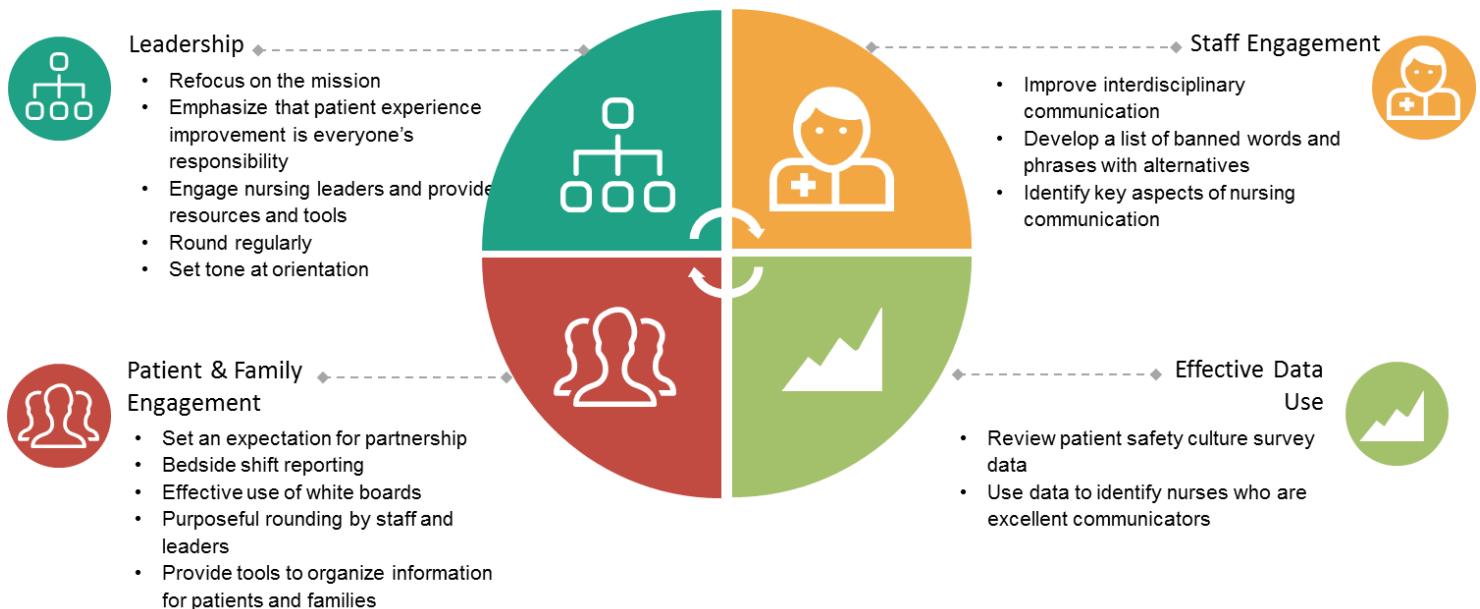 Leadership
• Refocus on the mission
• Emphasize that patient experience
improvement is everyone's
responsibility
• Engage nursing leaders and provide
resources and tools
• Round regularly
• Set tone at orientation
Staff Engagement
• Improve interdisciplinary
communication
• Develop a list of banned words and
phrases with alternatives
• Identify key aspects of nursing
communication
Patient & Family
Engagement
• Set an expectation for partnership
• Bedside shift reporting
• Effective use of white boards
• Purposeful rounding by staff and
leaders
• Provide tools to organize information
for patients and families
Effective Data
Use
• Review patient safety culture survey
data
• Use data to identify nurses who are
excellent communicators